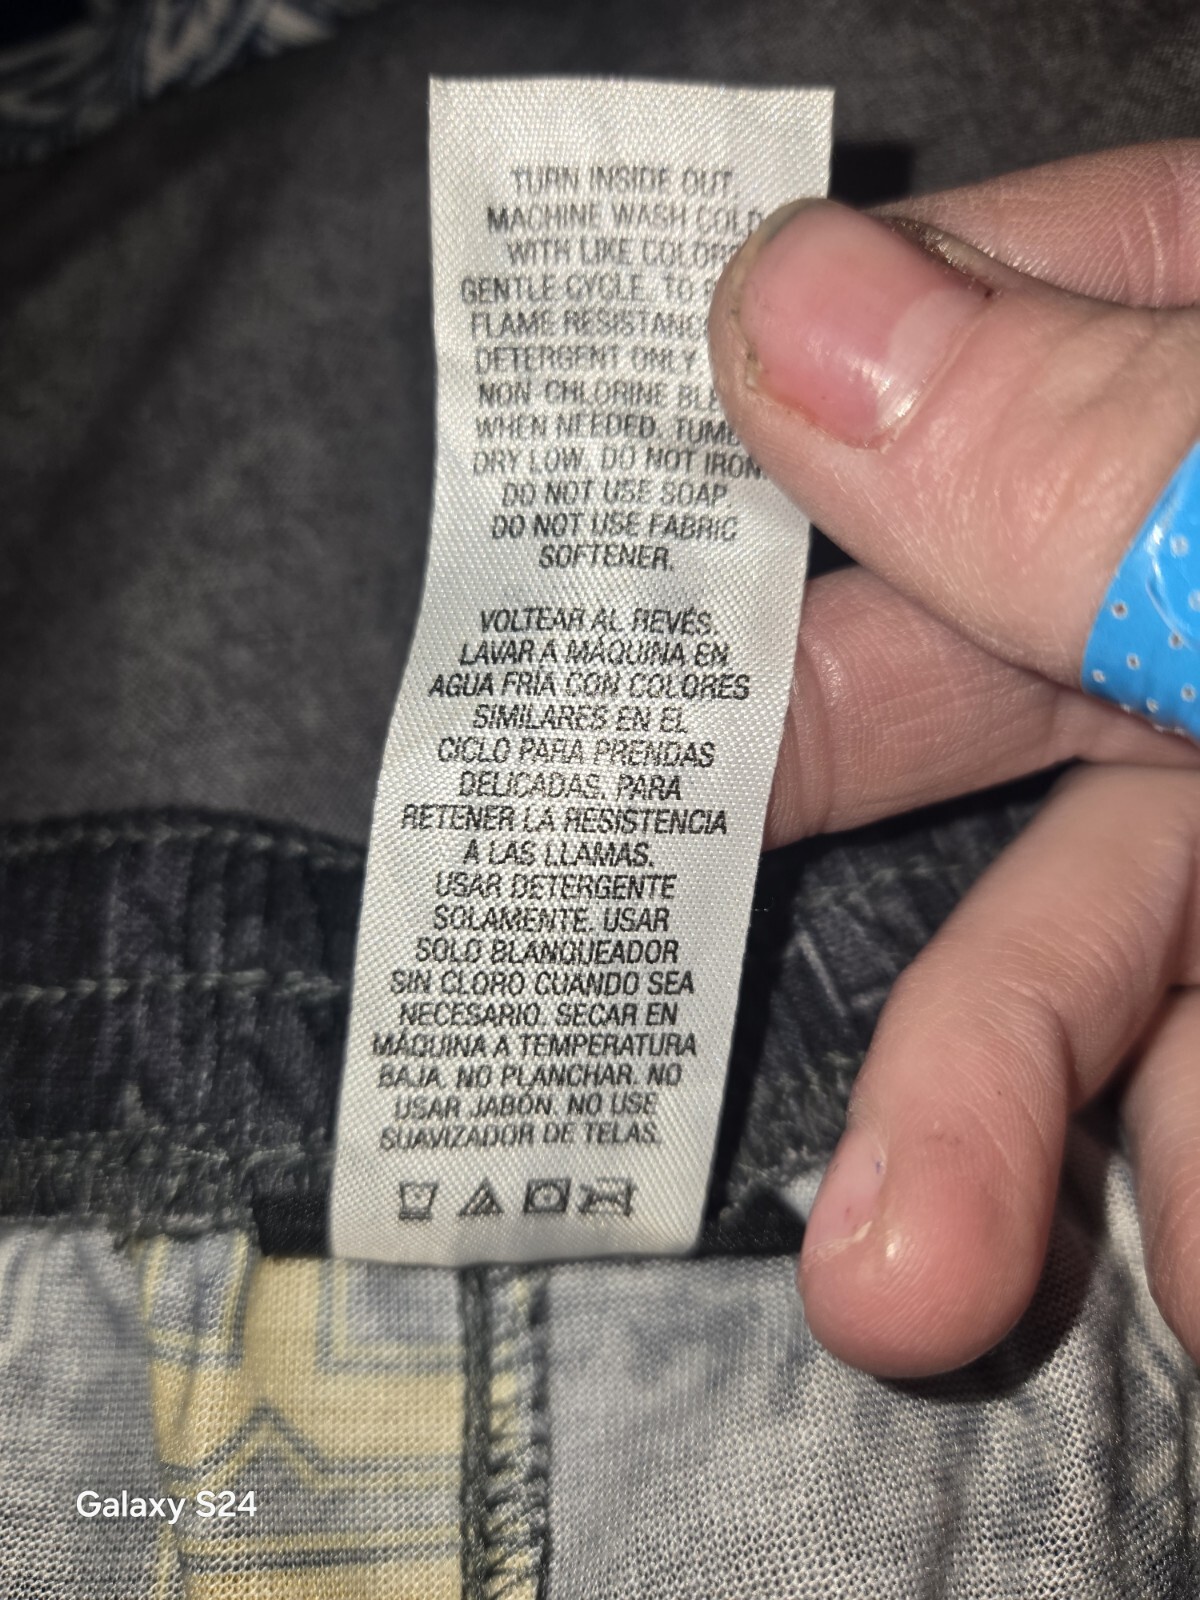 TURN INSIDE OUT.
MACHINE WASH COLD
WITH LIKE COLORS
GENTLE CYCLE. TO
FLAME RESISTANC
DETERGENT ONLY
NON-CHLORINE BLE
WHEN NEEDED. TUMB
DRY LOW. DO NOT IRON.
DO NOT USE SOAP.
DO NOT USE FABRIC
SOFTENER.
VOLTEAR AL REVÉS.
LAVAR A MÁQUINA EN
AGUA FRÍA CON COLORES
SIMILARES EN EL
CICLO PARA PRENDAS
DELICADAS. PARA
RETENER LA RESISTENCIA
A LAS LLAMAS.
USAR DETERGENTE
SOLAMENTE. USAR
SOLO BLANQUEADOR
SIN CLORO CUANDO SEA
NECESARIO. SECAR EN
MÁQUINA A TEMPERATURA
BAJA. NO PLANCHAR. NO
USAR JABÓN. NO USE
SUAVIZADOR DE TELAS.
Galaxy S24